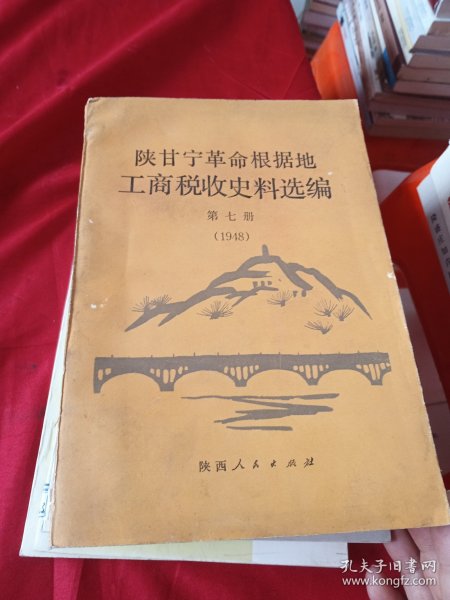 陕甘宁革命根据地
工商税收史料选编
第七册
(1948)
陕西人民出版社
孔夫子旧书网
www.kongfz.com